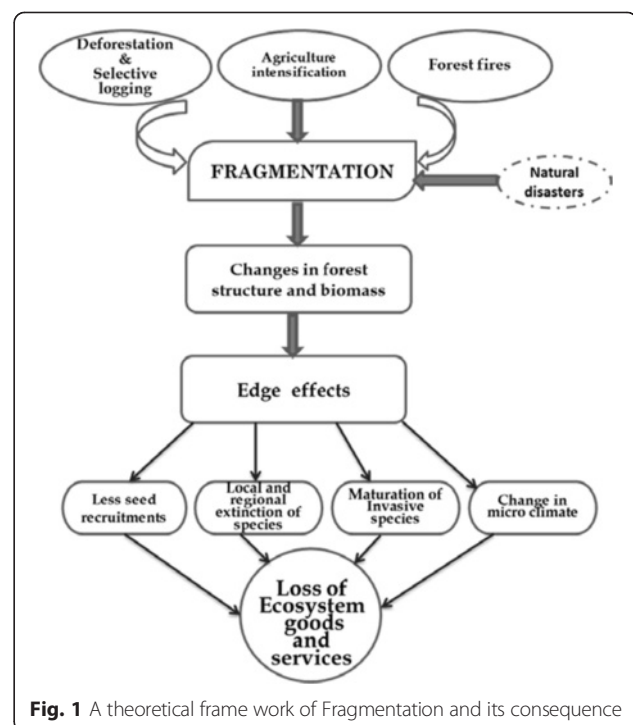 Deforestation
&
Selective
logging
Agriculture
intensification
Forest fires
FRAGMENTATION
Natural
disasters
Changes in forest
structure and biomass
Edge effects
Less seed
recruitments
Local and
regional
extinction of
species
Maturation of
Invasive
species
Change in
micro climate
Loss of
Ecosystem
goods
and
services
Fig. 1 A theoretical frame work of Fragmentation and its consequence